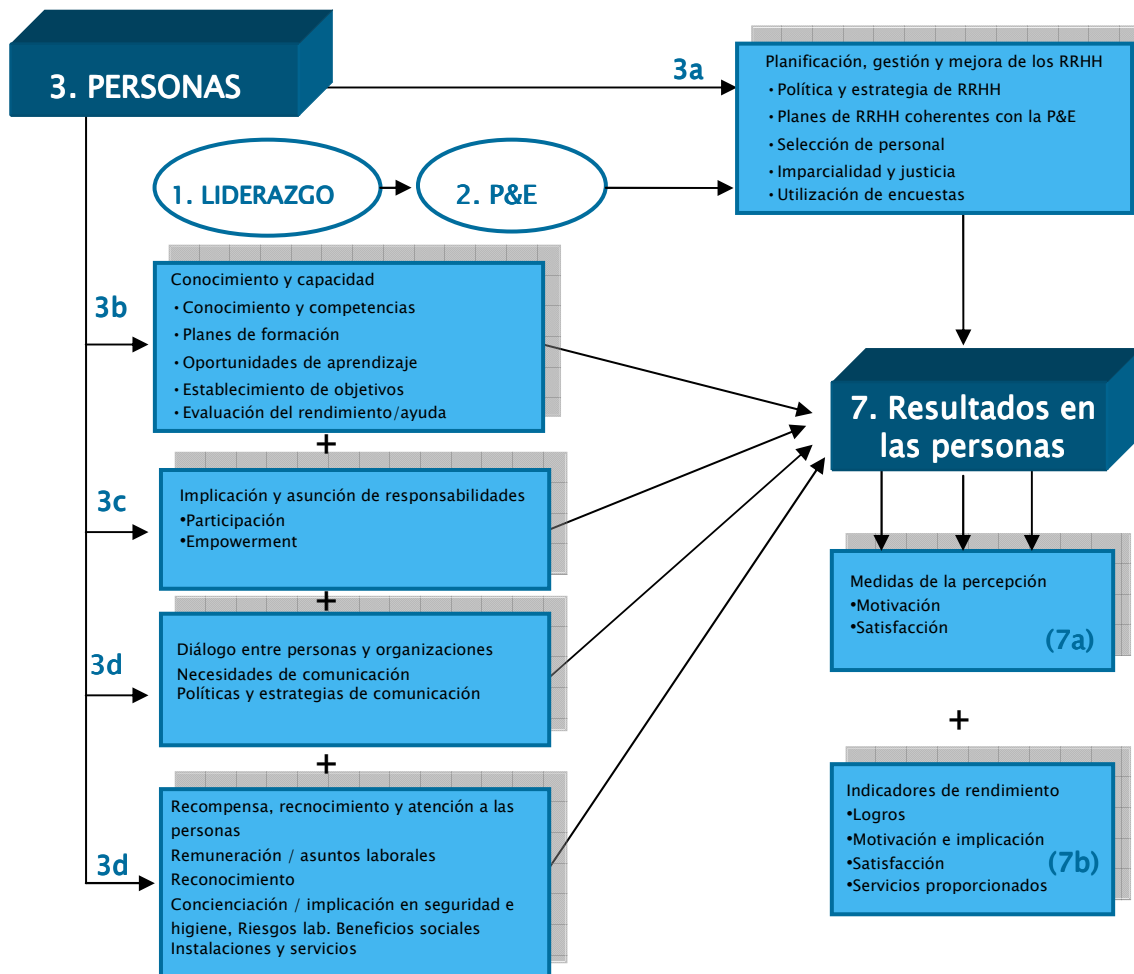 3. PERSONAS
3a
Planificación, gestión y mejora de los RRHH
• Política y estrategia de RRHH
• Planes de RRHH coherentes con la P&E
• Selección de personal
• Imparcialidad y justicia
• Utilización de encuestas
1. LIDERAZGO
2. P&E
3b
Conocimiento y capacidad
• Conocimiento y competencias
• Planes de formación
• Oportunidades de aprendizaje
• Establecimiento de objetivos
• Evaluación del rendimiento/ayuda
+
3c
Implicación y asunción de responsabilidades
•Participación
•Empowerment
+
3d
Diálogo entre personas y organizaciones
Necesidades de comunicación
Políticas y estrategias de comunicación
+
3d
Recompensa, recnocimiento y atención a las
personas
Remuneración / asuntos laborales
Reconocimiento
Concienciación / implicación en seguridad e
higiene, Riesgos lab. Beneficios sociales
Instalaciones y servicios
7. Resultados en
las personas
Medidas de la percepción
•Motivación
•Satisfacción
(7a)
+
Indicadores de rendimiento
•Logros
•Motivación e implicación
•Satisfacción
(7b)
•Servicios proporcionados